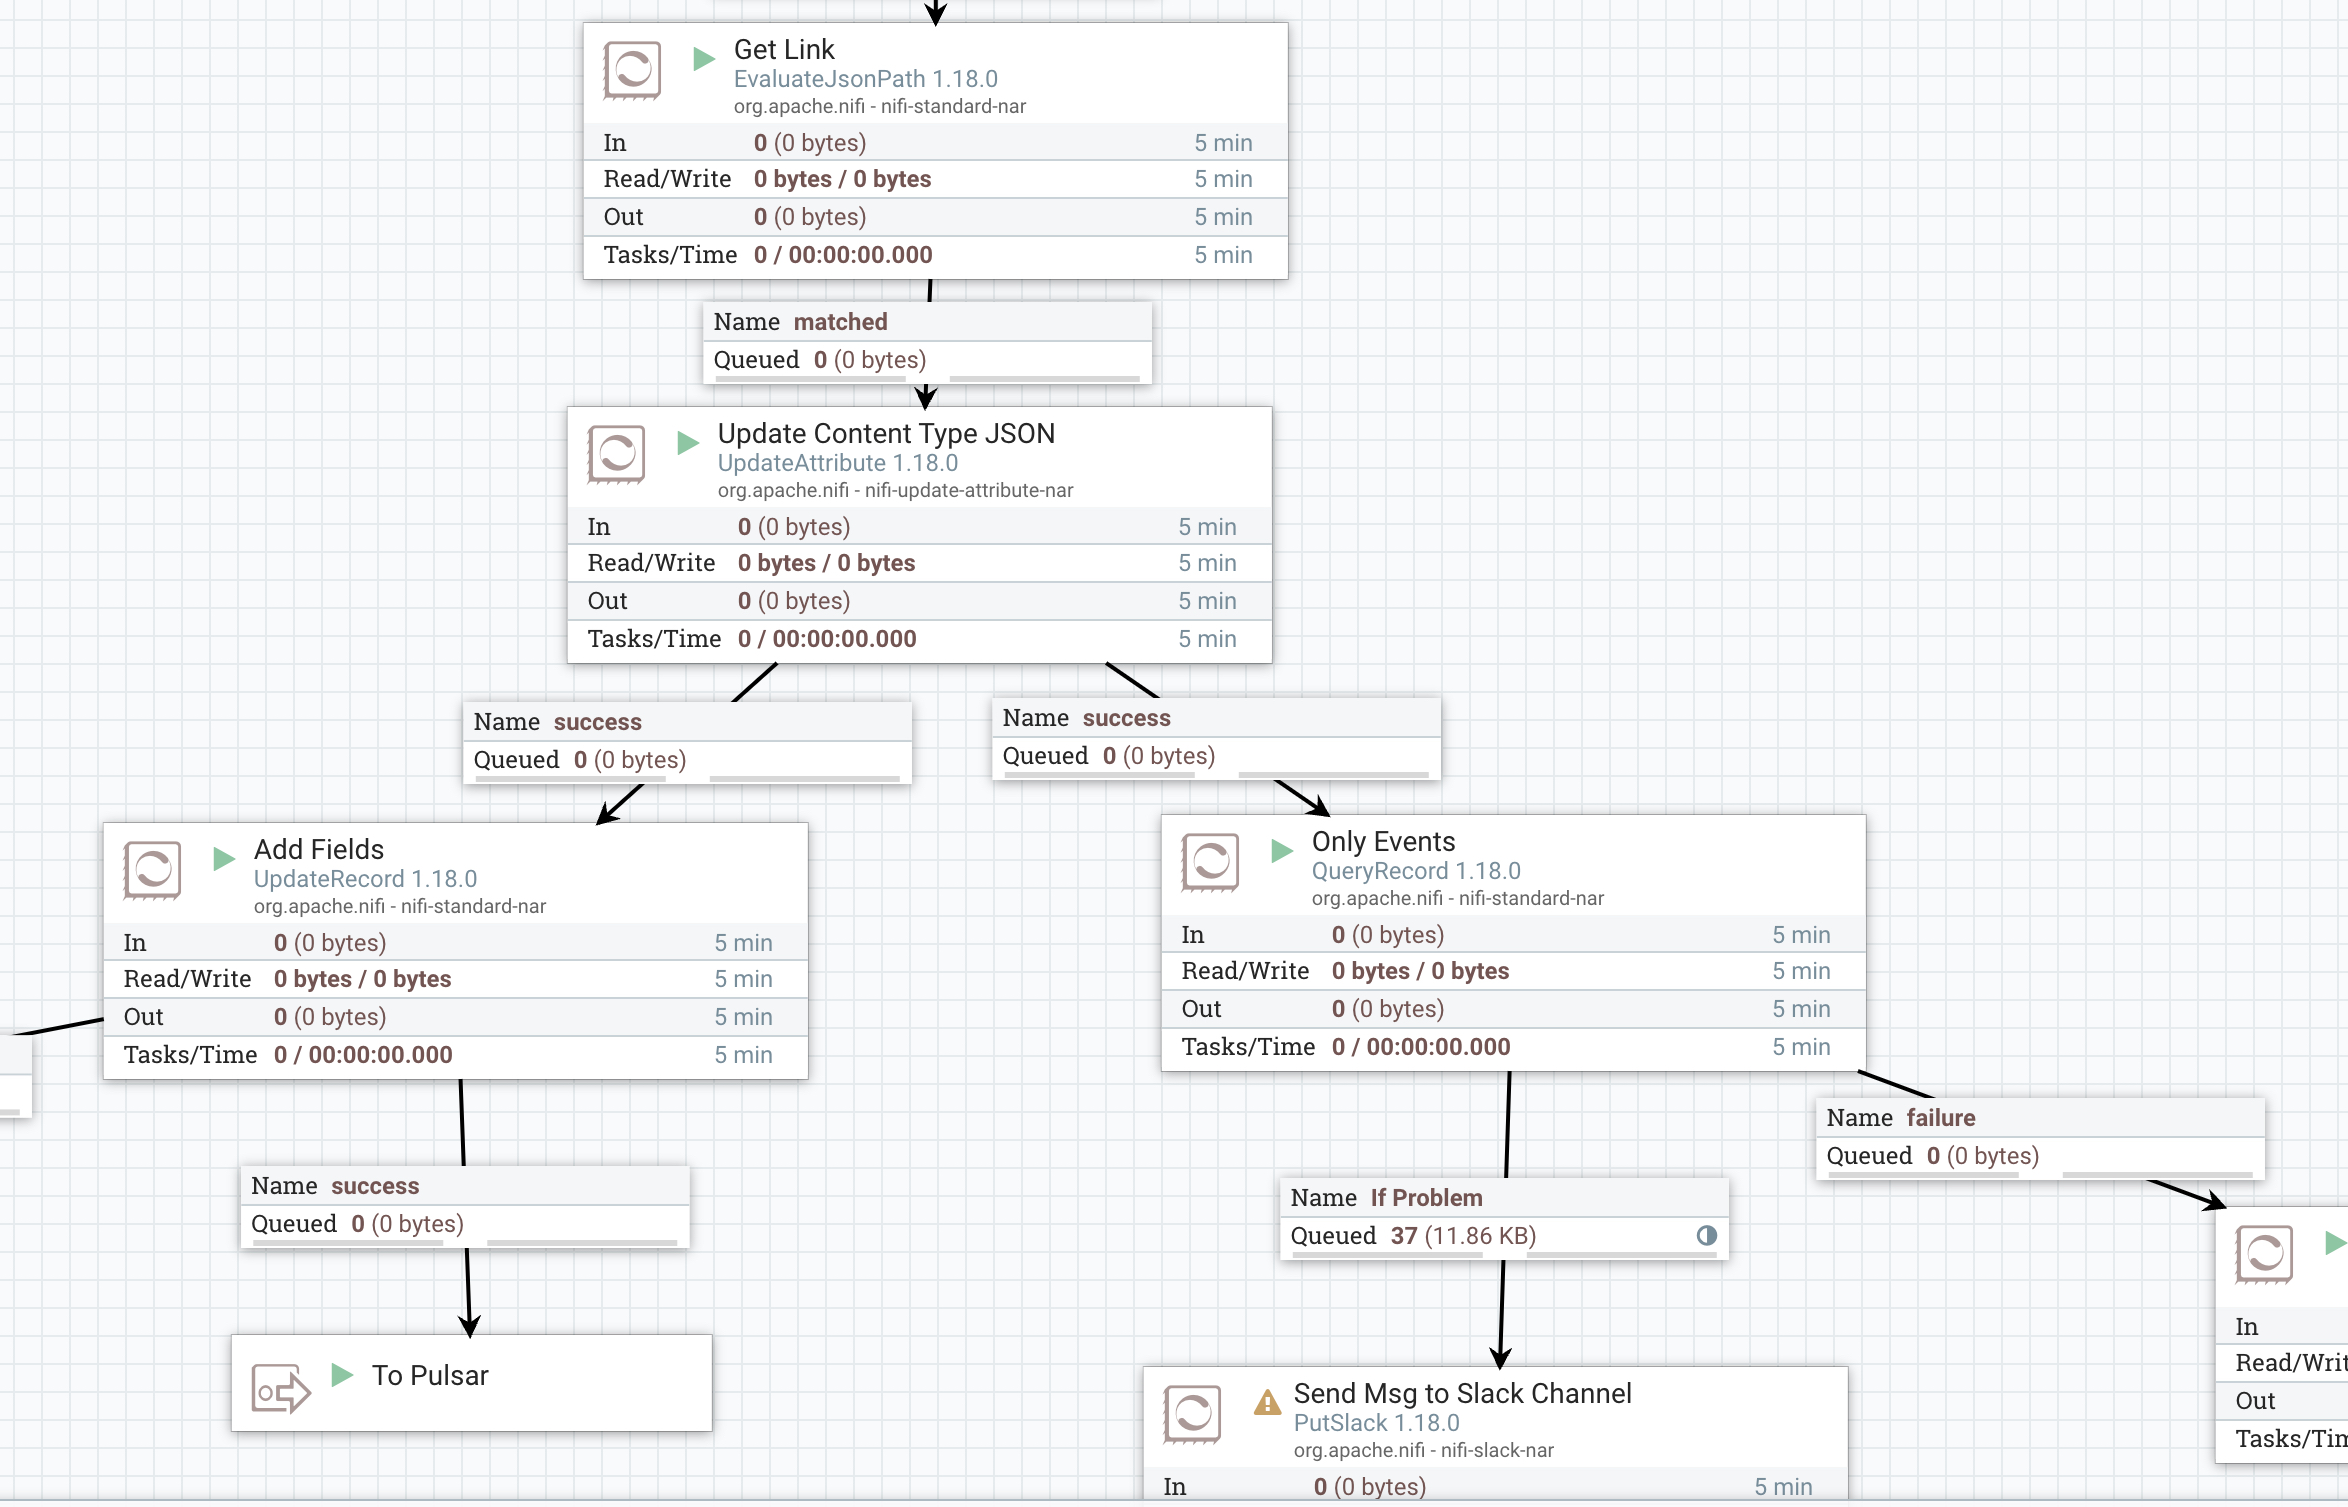 Get Link
EvaluateJsonPath 1.18.0
org.apache.nifi - nifi-standard-nar
In 0 (0 bytes) 5 min
Read/Write 0 bytes / 0 bytes 5 min
Out 0 (0 bytes) 5 min
Tasks/Time 0 / 00:00:00.000 5 min
Name matched
Queued 0 (0 bytes)
Update Content Type JSON
UpdateAttribute 1.18.0
org.apache.nifi - nifi-update-attribute-nar
In 0 (0 bytes) 5 min
Read/Write 0 bytes / 0 bytes 5 min
Out 0 (0 bytes) 5 min
Tasks/Time 0 / 00:00:00.000 5 min
Name success
Queued 0 (0 bytes)
Name success
Queued 0 (0 bytes)
Add Fields
UpdateRecord 1.18.0
org.apache.nifi - nifi-standard-nar
In 0 (0 bytes) 5 min
Read/Write 0 bytes / 0 bytes 5 min
Out 0 (0 bytes) 5 min
Tasks/Time 0 / 00:00:00.000 5 min
Only Events
QueryRecord 1.18.0
org.apache.nifi - nifi-standard-nar
In 0 (0 bytes) 5 min
Read/Write 0 bytes / 0 bytes 5 min
Out 0 (0 bytes) 5 min
Tasks/Time 0 / 00:00:00.000 5 min
Name failure
Queued 0 (0 bytes)
Name success
Queued 0 (0 bytes)
Name If Problem
Queued 37 (11.86 KB)
To Pulsar
Send Msg to Slack Channel
PutSlack 1.18.0
org.apache.nifi - nifi-slack-nar
In 0 (0 bytes) 5 min
In
Read/Writ
Out
Tasks/Tim